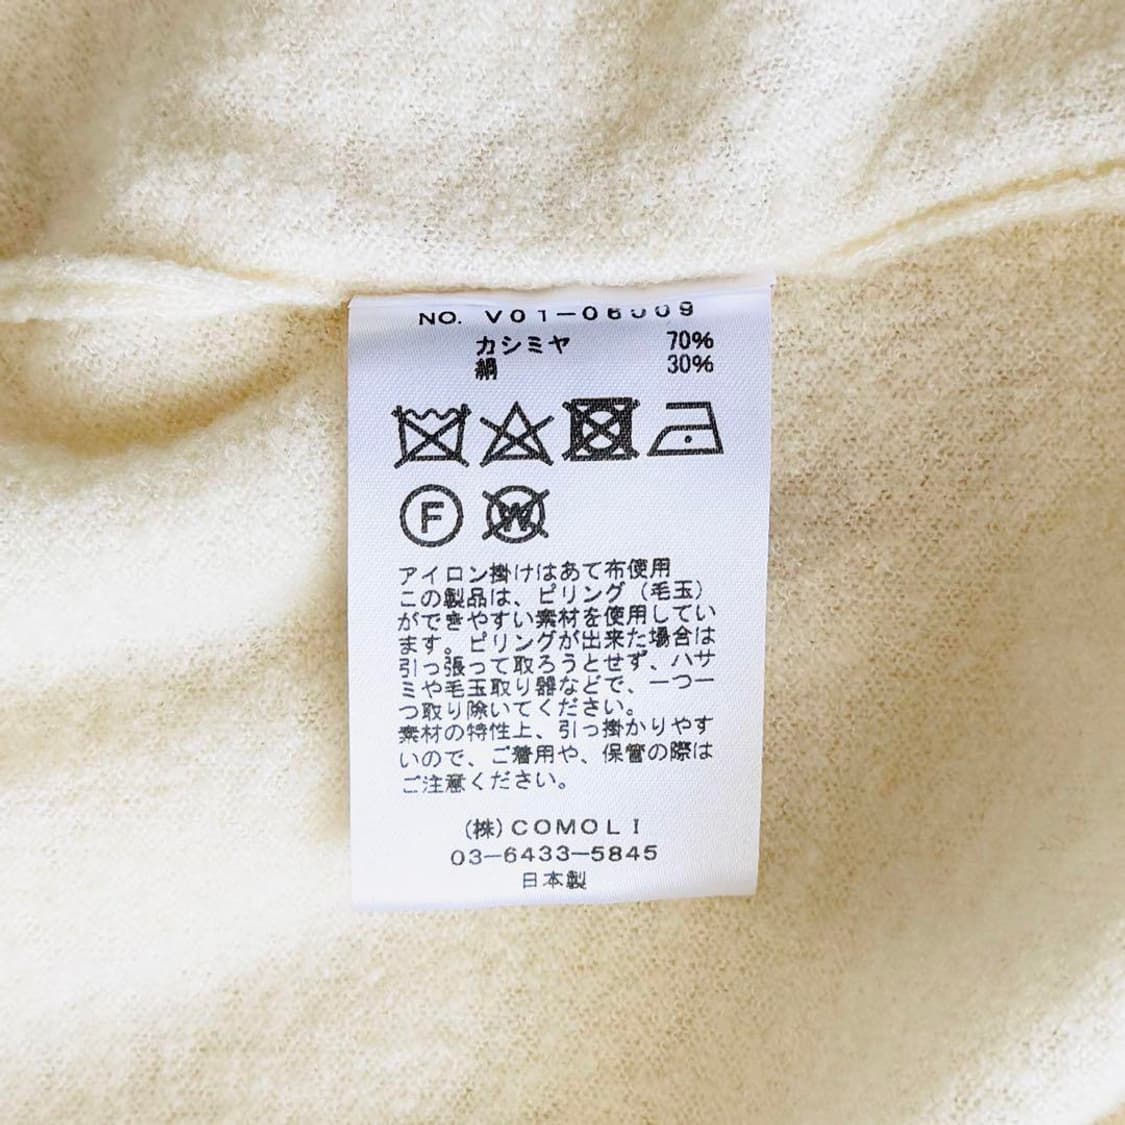 NO. V01-06009
カシミヤ 70%
絹 30%
F
W
アイロン掛けはあて布使用
この製品は、ピリング（毛玉）
ができやすい素材を使用してい
ます。ピリングが出来た場合は
引っ張って取ろうとせず、ハサ
ミや毛玉取り器などで、一つ一
つ取り除いてください。
素材の特性上、引っ掛かりやす
いので、ご着用や、保管の際は
ご注意ください。
(株)COMOLI
03-6433-5845
日本製